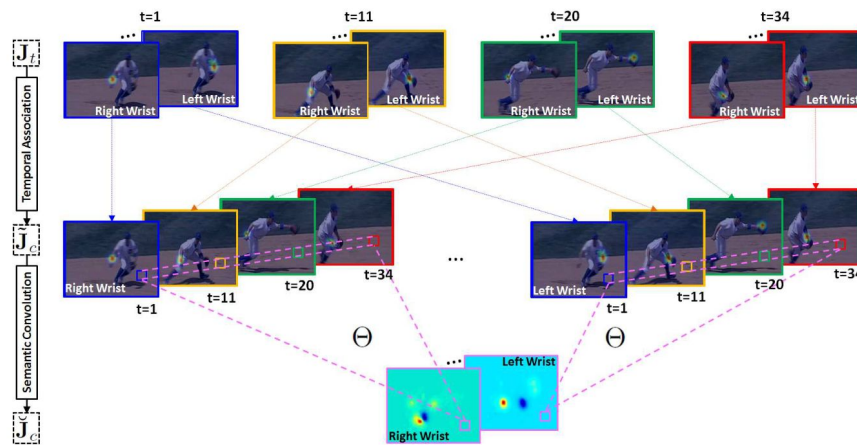 t=1
t=11
t=20
t=34
...
...
...
...
J_t
Right Wrist
Left Wrist
Right Wrist
Left Wrist
Right Wrist
Left Wrist
Right Wrist
Left Wrist
Temporal Association
J̃_c
Right Wrist
t=1
t=11
t=20
t=34
...
Left Wrist
t=1
t=11
t=20
t=34
Semantic Convolution
Θ
Θ
...
Left Wrist
Right Wrist
J̆_c